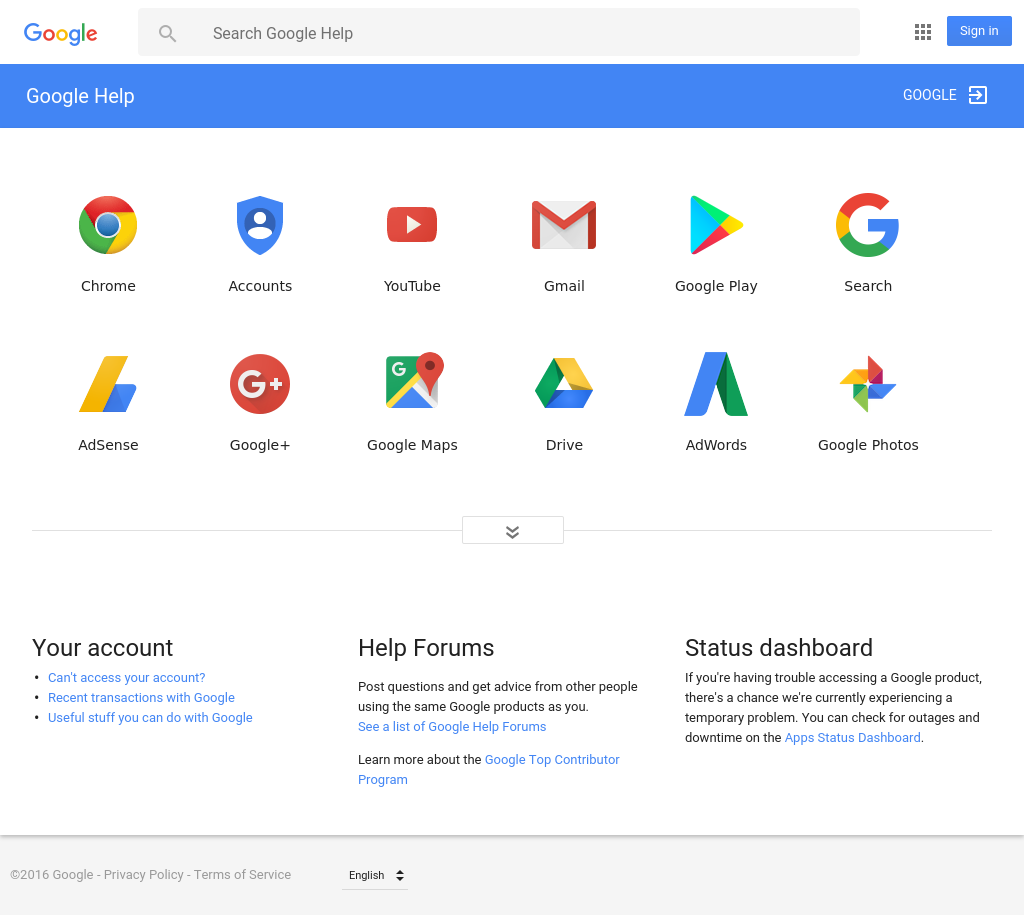 Google
Search Google Help
Sign in
Google Help
GOOGLE
Chrome
Accounts
YouTube
Gmail
Google Play
Search
AdSense
Google+
Google Maps
Drive
AdWords
Google Photos
Your account
• Can't access your account?
• Recent transactions with Google
• Useful stuff you can do with Google
Help Forums
Post questions and get advice from other people
using the same Google products as you.
See a list of Google Help Forums
Learn more about the Google Top Contributor
Program
Status dashboard
If you're having trouble accessing a Google product,
there's a chance we're currently experiencing a
temporary problem. You can check for outages and
downtime on the Apps Status Dashboard.
©2016 Google - Privacy Policy - Terms of Service
English